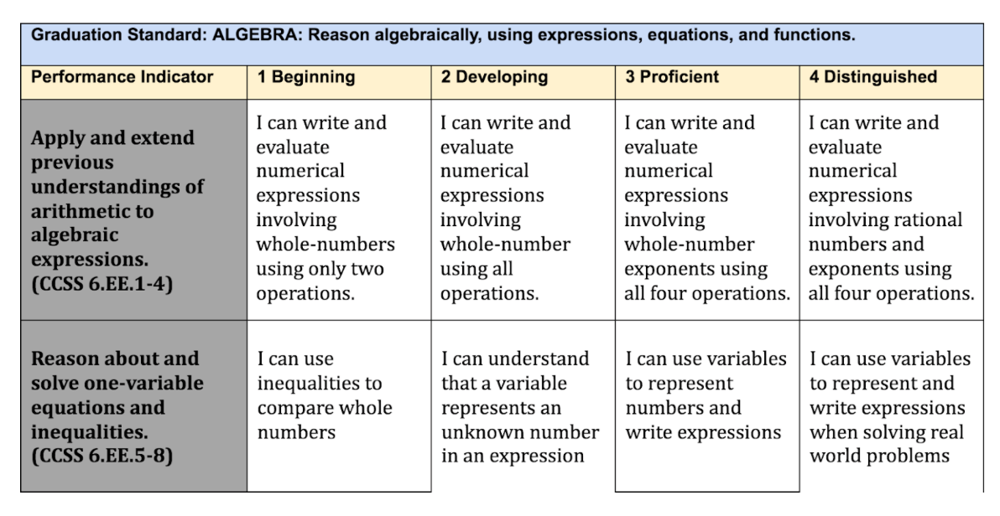 Graduation Standard: ALGEBRA: Reason algebraically, using expressions, equations, and functions.
Performance Indicator
1 Beginning
2 Developing
3 Proficient
4 Distinguished
Apply and extend
previous
understandings of
arithmetic to
algebraic
expressions.
(CCSS 6.EE.1-4)
I can write and
evaluate
numerical
expressions
involving
whole-numbers
using only two
operations.
I can write and
evaluate
numerical
expressions
involving
whole-number
using all
operations.
I can write and
evaluate
numerical
expressions
involving
whole-number
exponents using
all four operations.
I can write and
evaluate
numerical
expressions
involving rational
numbers and
exponents using
all four operations.
Reason about and
solve one-variable
equations and
inequalities.
(CCSS 6.EE.5-8)
I can use
inequalities to
compare whole
numbers
I can understand
that a variable
represents an
unknown number
in an expression
I can use variables
to represent
numbers and
write expressions
I can use variables
to represent and
write expressions
when solving real
world problems